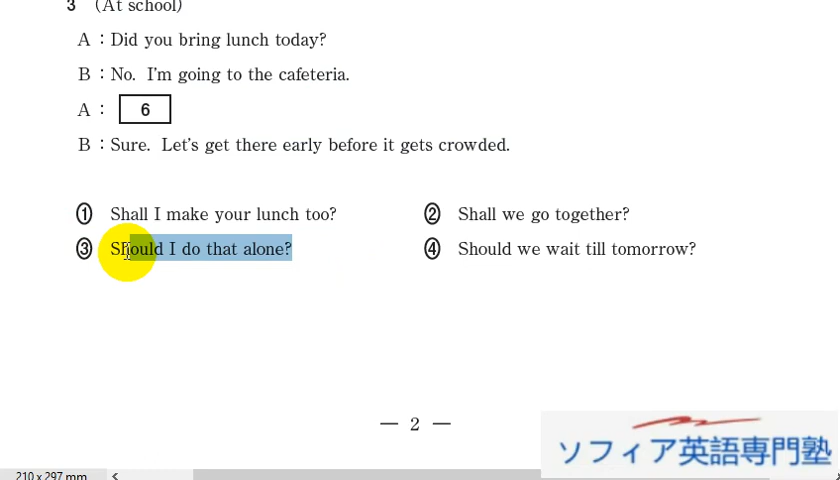 3 (At school)
A：Did you bring lunch today?
B：No. I'm going to the cafeteria.
A： 6
B：Sure. Let's get there early before it gets crowded.
① Shall I make your lunch too? ② Shall we go together?
③ Should I do that alone? ④ Should we wait till tomorrow?
— 2 —
ソフィア英語専門塾
210 x 297 mm <